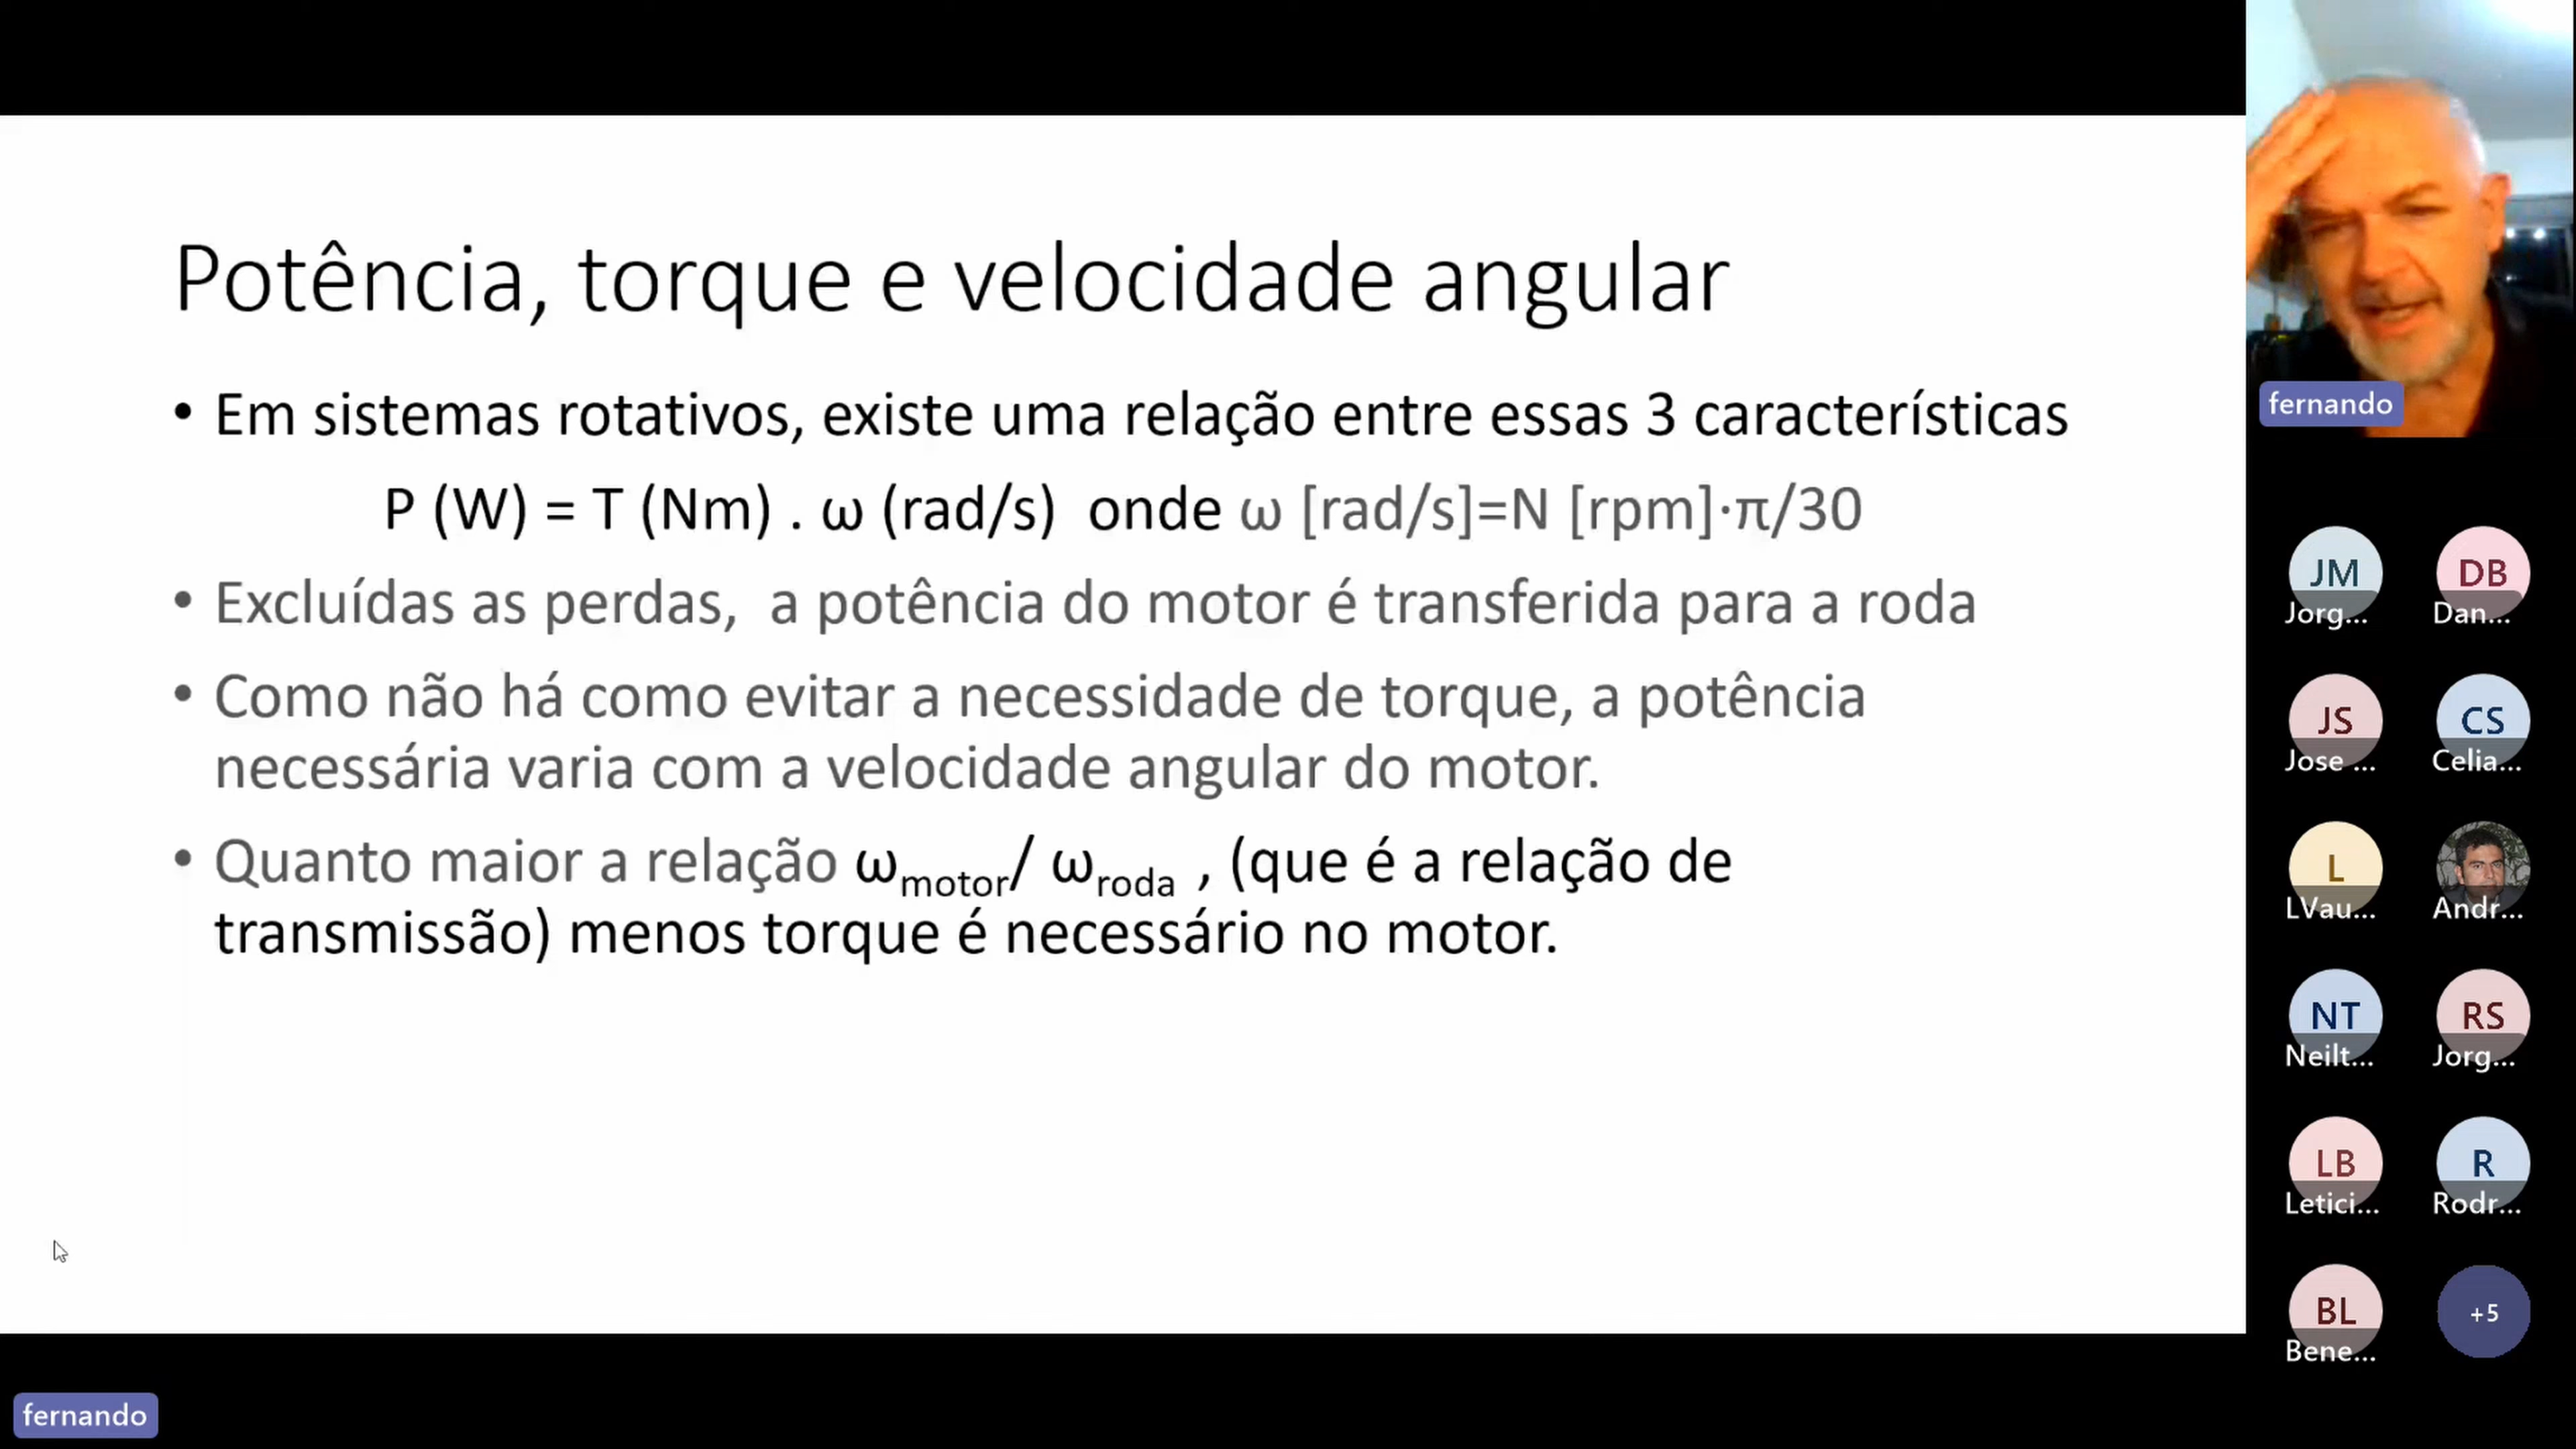 Potência, torque e velocidade angular
• Em sistemas rotativos, existe uma relação entre essas 3 características
P (W) = T (Nm) . ω (rad/s) onde ω [rad/s]=N [rpm]·π/30
• Excluídas as perdas, a potência do motor é transferida para a roda
• Como não há como evitar a necessidade de torque, a potência
necessária varia com a velocidade angular do motor.
• Quanto maior a relação ωmotor/ ωroda , (que é a relação de
transmissão) menos torque é necessário no motor.
fernando
JM DB
Jorg... Dan...
JS CS
Jose ... Celia...
L
LVau... Andr...
NT RS
Neilt... Jorg...
LB R
Letici... Rodr...
BL +5
Bene...
fernando